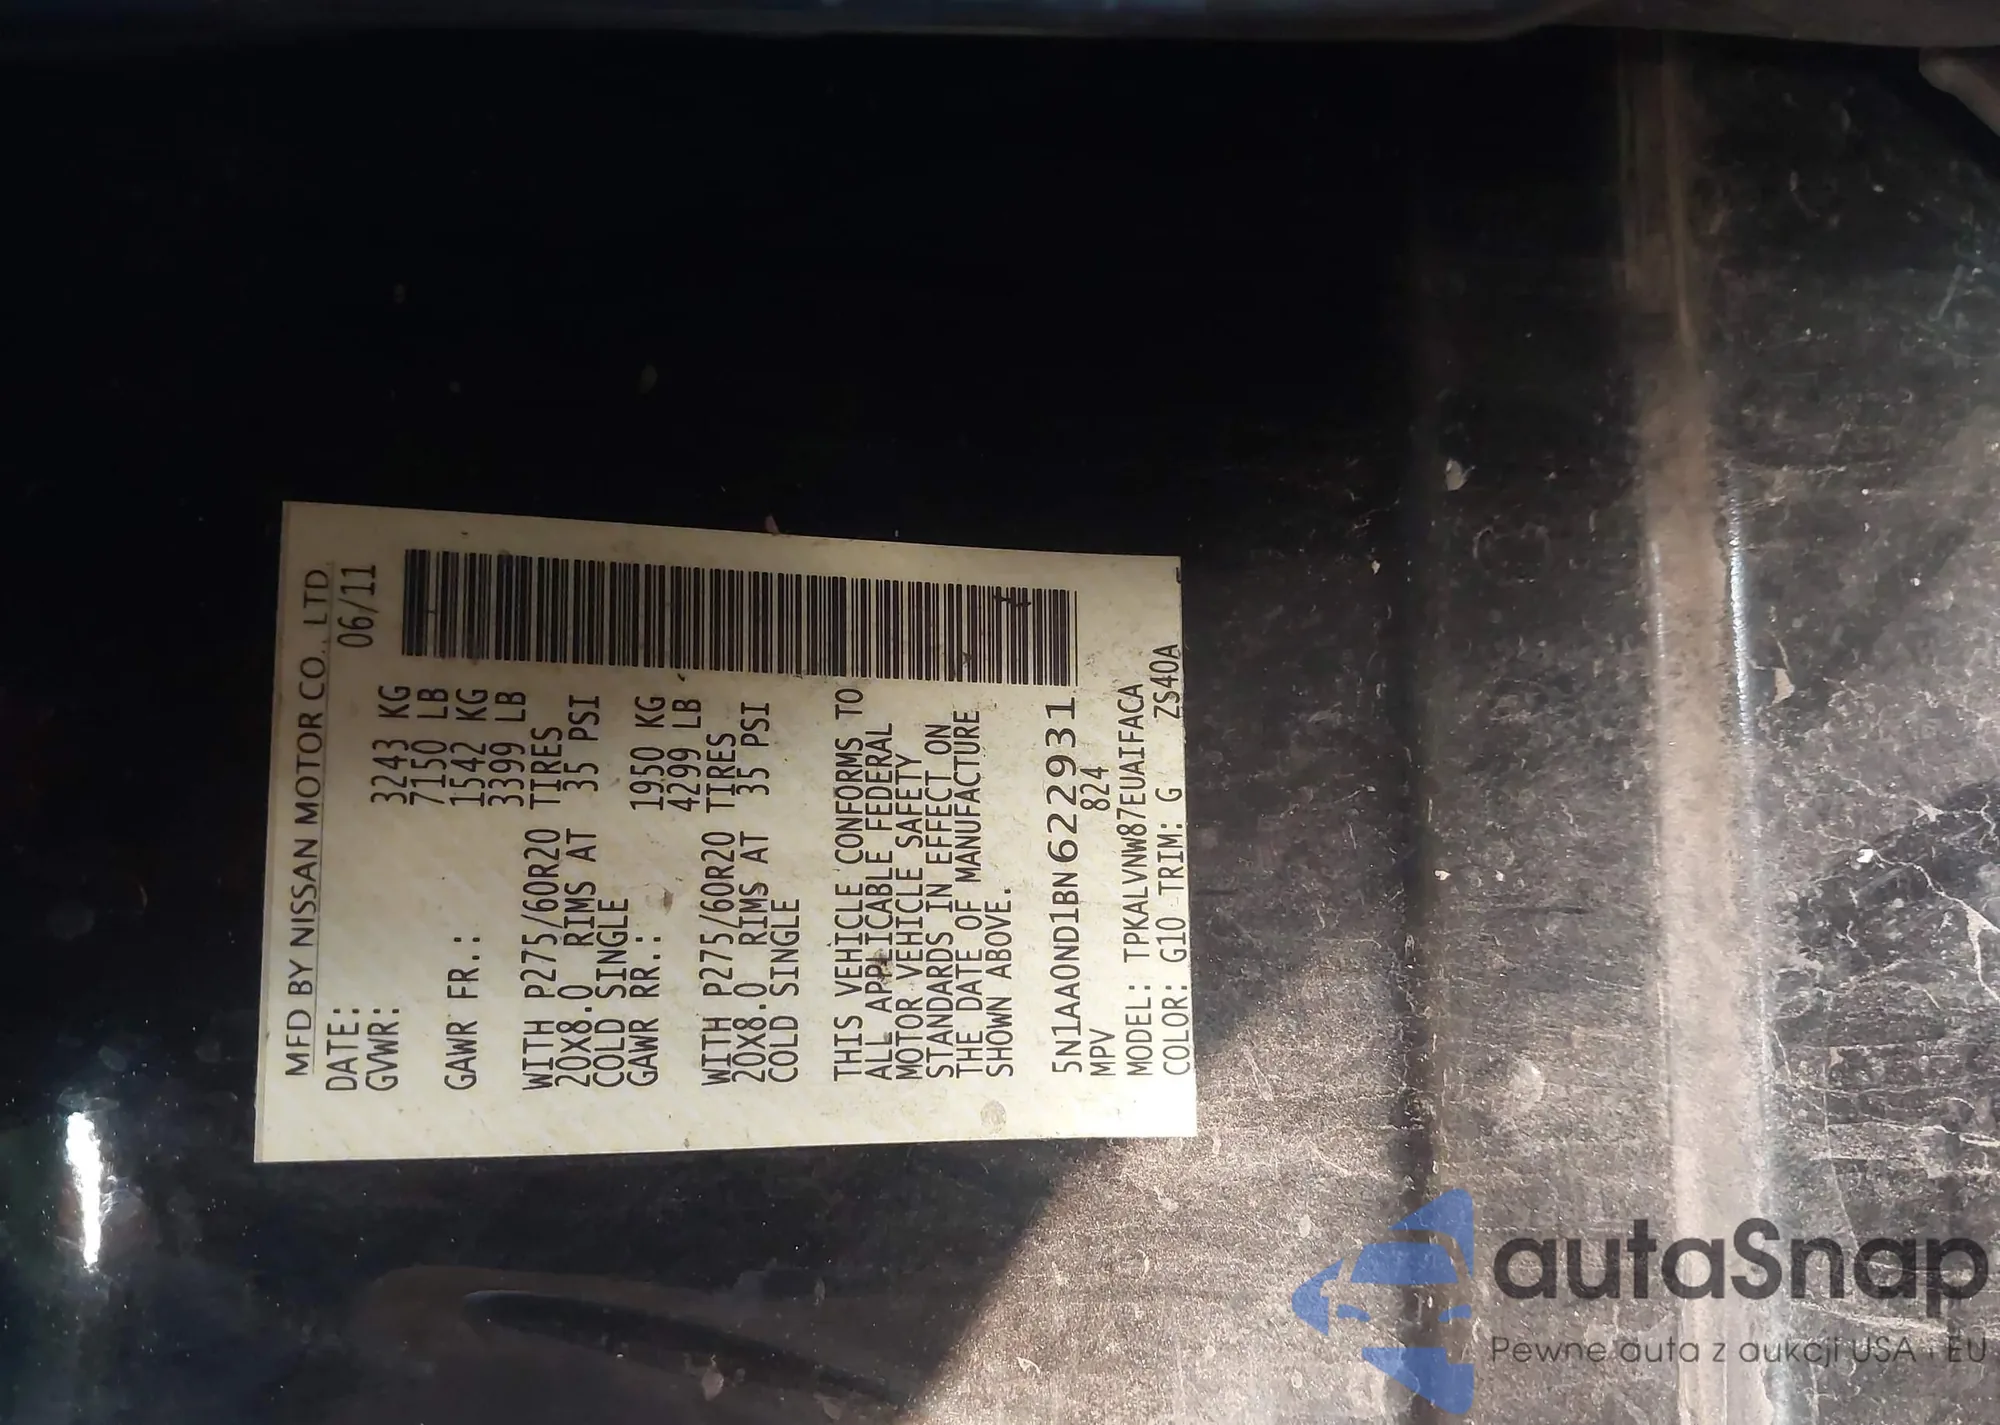 MFD BY NISSAN MOTOR CO., LTD.
DATE: 06/11
GVWR: 3243 KG
7150 LB
GAWR FR.: 1542 KG
3399 LB
WITH P275/60R20 TIRES
20X8.0 RIMS AT 35 PSI
COLD SINGLE
GAWR RR.: 1950 KG
4299 LB
WITH P275/60R20 TIRES
20X8.0 RIMS AT 35 PSI
COLD SINGLE
THIS VEHICLE CONFORMS TO
ALL APPLICABLE FEDERAL
MOTOR VEHICLE SAFETY
STANDARDS IN EFFECT ON
THE DATE OF MANUFACTURE
SHOWN ABOVE.
5N1AA0ND1BN622931
MPV 824
MODEL: TPKALVNW87EUAIFACA
COLOR: G10 TRIM: G ZS40A
autaSnap
Pewne auta z aukcji USA i EU